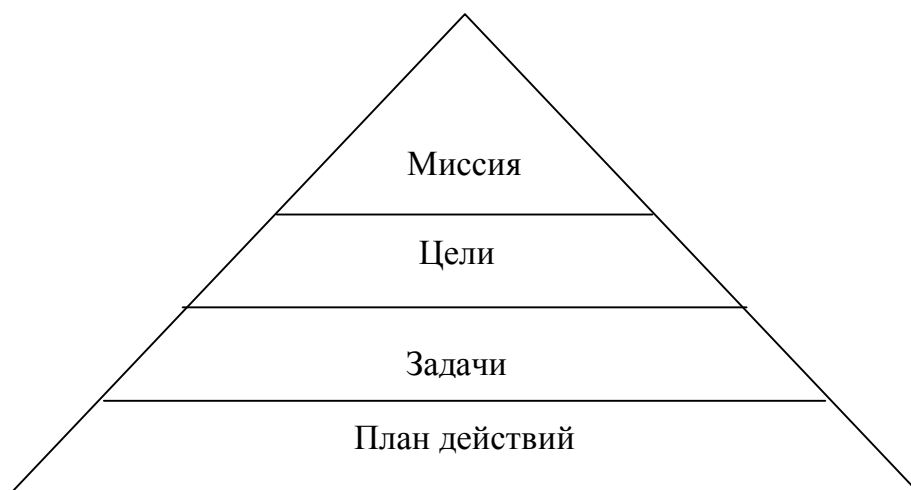 Миссия
Цели
Задачи
План действий